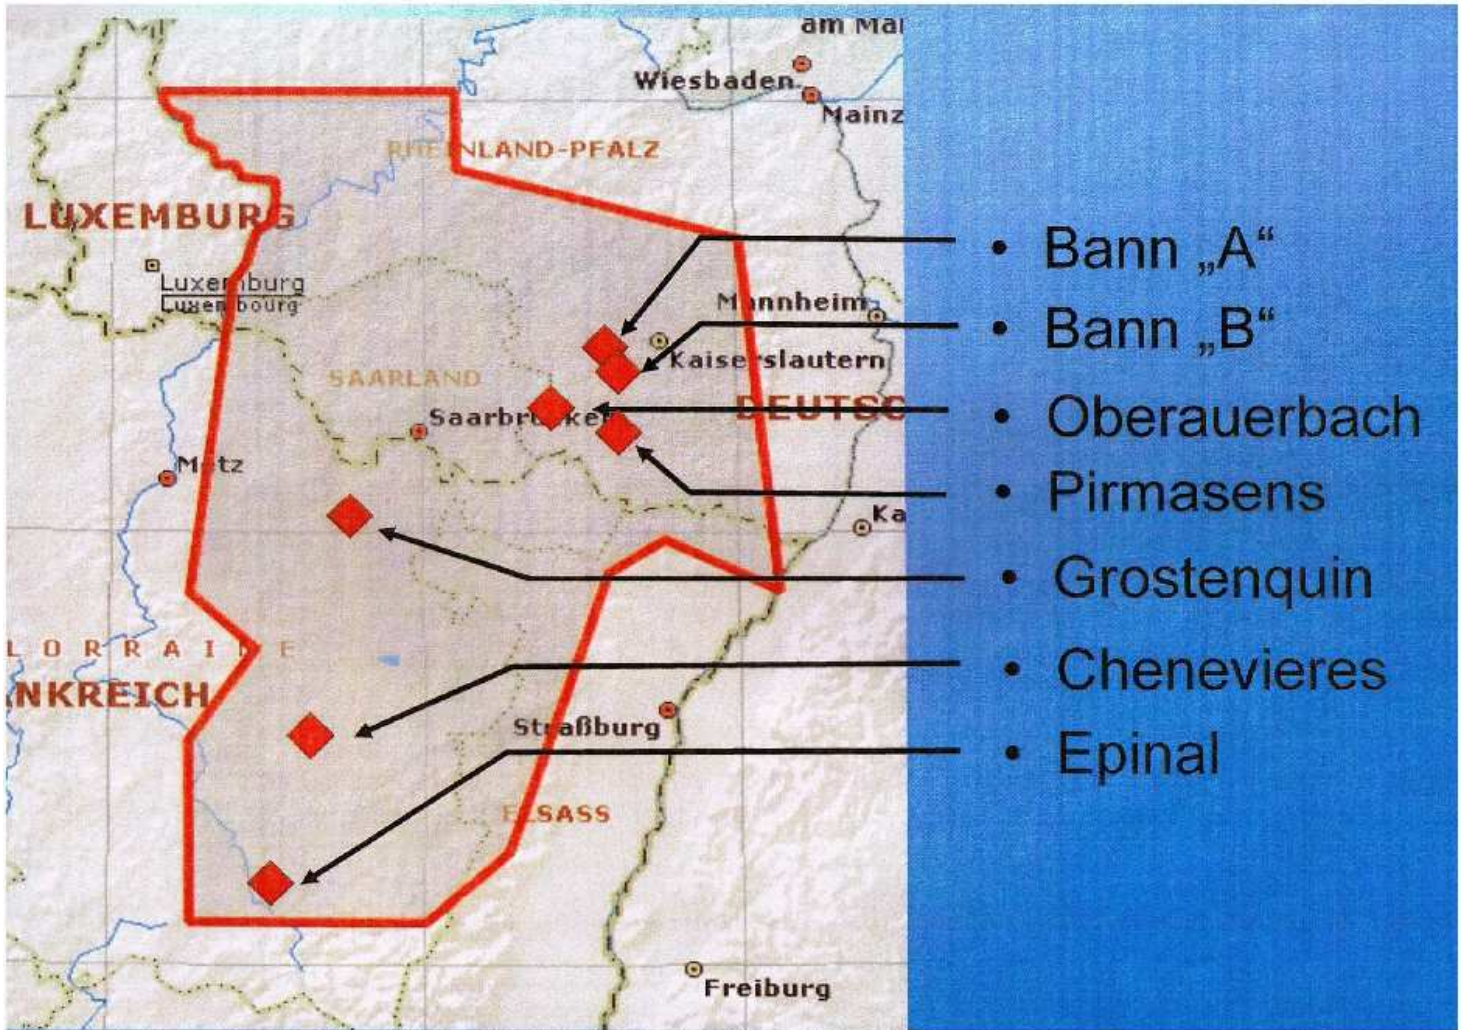 am Mai
Wiesbaden
Mainz
RHEINLAND-PFALZ
LUXEMBURG
Luxemburg
Luxembourg
Mannheim
Kaiserslautern
SAARLAND
Saarbrücken
DEUTSC
Metz
Ka
LORRAINE
ANKREICH
Straßburg
ELSASS
Freiburg
• Bann „A“
• Bann „B“
• Oberauerbach
• Pirmasens
• Grostenquin
• Chenevieres
• Epinal